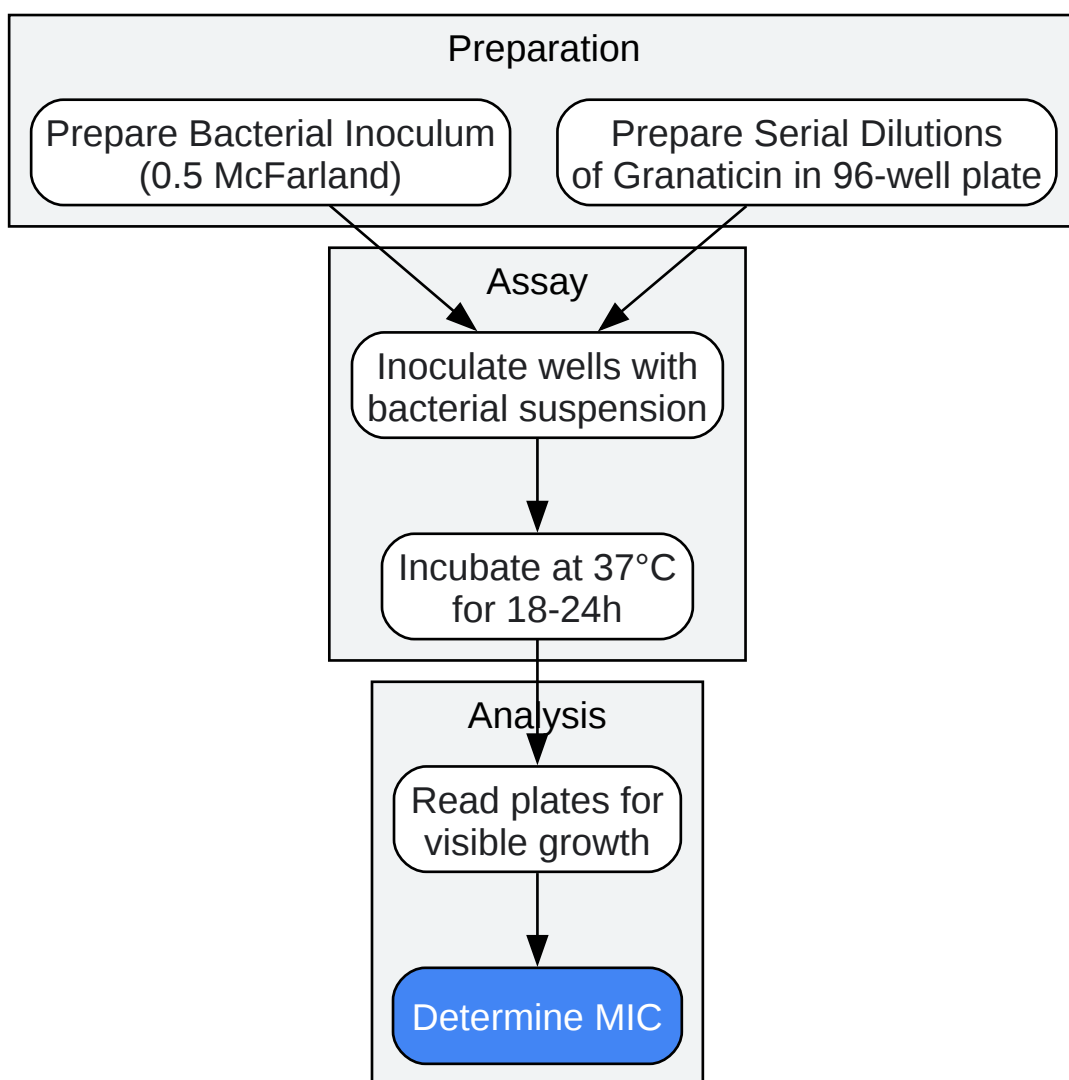 Preparation
Prepare Bacterial Inoculum
(0.5 McFarland)
Prepare Serial Dilutions
of Granaticin in 96-well plate
Assay
Inoculate wells with
bacterial suspension
Incubate at 37°C
for 18-24h
Analysis
Read plates for
visible growth
Determine MIC